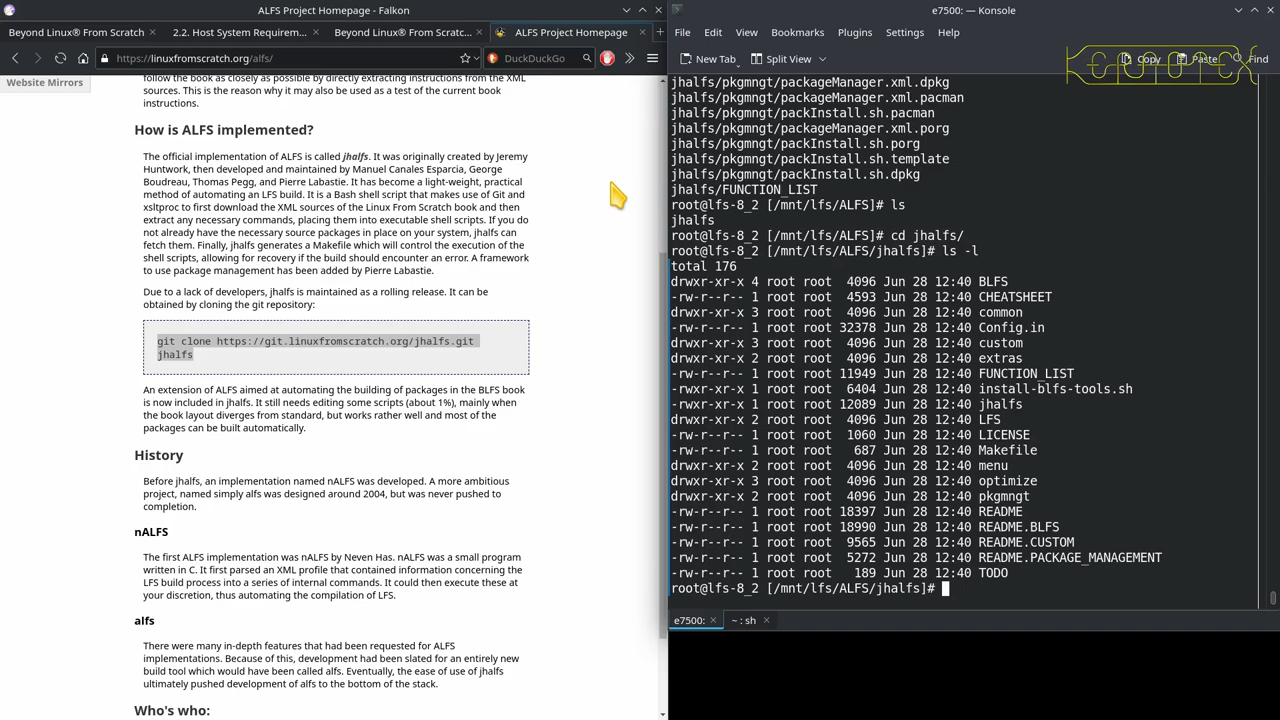 ALFS Project Homepage - Falkon
Beyond Linux® From Scratch
2.2. Host System Requirem...
Beyond Linux® From Scratc...
ALFS Project Homepage
https://linuxfromscratch.org/alfs/
DuckDuckGo
Website Mirrors
follow the book as closely as possible by directly extracting instructions from the XML
sources. This is the reason why it may also be used as a test of the current book
instructions.
How is ALFS implemented?
The official implementation of ALFS is called jhalfs. It was originally created by Jeremy
Huntwork, then developed and maintained by Manuel Canales Esparcia, George
Boudreau, Thomas Pegg, and Pierre Labastie. It has become a light-weight, practical
method of automating an LFS build. It is a Bash shell script that makes use of Git and
xsltproc to first download the XML sources of the Linux From Scratch book and then
extract any necessary commands, placing them into executable shell scripts. If you do
not already have the necessary source packages in place on your system, jhalfs can
fetch them. Finally, jhalfs generates a Makefile which will control the execution of the
shell scripts, allowing for recovery if the build should encounter an error. A framework
to use package management has been added by Pierre Labastie.
Due to a lack of developers, jhalfs is maintained as a rolling release. It can be
obtained by cloning the git repository:
git clone https://git.linuxfromscratch.org/jhalfs.git
jhalfs
An extension of ALFS aimed at automating the building of packages in the BLFS book
is now included in jhalfs. It still needs editing some scripts (about 1%), mainly when
the book layout diverges from standard, but works rather well and most of the
packages can be built automatically.
History
Before jhalfs, an implementation named nALFS was developed. A more ambitious
project, named simply alfs was designed around 2004, but was never pushed to
completion.
nALFS
The first ALFS implementation was nALFS by Neven Has. nALFS was a small program
written in C. It first parsed an XML profile that contained information concerning the
LFS build process into a series of internal commands. It could then execute these at
your discretion, thus automating the compilation of LFS.
alfs
There were many in-depth features that had been requested for ALFS
implementations. Because of this, development had been slated for an entirely new
build tool which would have been called alfs. Eventually, the ease of use of jhalfs
ultimately pushed development of alfs to the bottom of the stack.
Who's who:
e7500: — Konsole
File Edit View Bookmarks Plugins Settings Help
New Tab Split View Copy Paste Find
jhalfs/pkgmngt/packageManager.xml.dpkg
jhalfs/pkgmngt/packageManager.xml.pacman
jhalfs/pkgmngt/packInstall.sh.pacman
jhalfs/pkgmngt/packageManager.xml.porg
jhalfs/pkgmngt/packInstall.sh.porg
jhalfs/pkgmngt/packInstall.sh.template
jhalfs/pkgmngt/packInstall.sh.dpkg
jhalfs/FUNCTION_LIST
root@lfs-8_2 [/mnt/lfs/ALFS]# ls
jhalfs
root@lfs-8_2 [/mnt/lfs/ALFS]# cd jhalfs/
root@lfs-8_2 [/mnt/lfs/ALFS/jhalfs]# ls -l
total 176
drwxr-xr-x 4 root root  4096 Jun 28 12:40 BLFS
-rw-r--r-- 1 root root  4593 Jun 28 12:40 CHEATSHEET
drwxr-xr-x 3 root root  4096 Jun 28 12:40 common
-rw-r--r-- 1 root root 32378 Jun 28 12:40 Config.in
drwxr-xr-x 3 root root  4096 Jun 28 12:40 custom
drwxr-xr-x 2 root root  4096 Jun 28 12:40 extras
-rw-r--r-- 1 root root 11949 Jun 28 12:40 FUNCTION_LIST
-rwxr-xr-x 1 root root  6404 Jun 28 12:40 install-blfs-tools.sh
-rwxr-xr-x 1 root root 12089 Jun 28 12:40 jhalfs
drwxr-xr-x 2 root root  4096 Jun 28 12:40 LFS
-rw-r--r-- 1 root root  1060 Jun 28 12:40 LICENSE
-rw-r--r-- 1 root root   687 Jun 28 12:40 Makefile
drwxr-xr-x 2 root root  4096 Jun 28 12:40 menu
drwxr-xr-x 3 root root  4096 Jun 28 12:40 optimize
drwxr-xr-x 2 root root  4096 Jun 28 12:40 pkgmngt
-rw-r--r-- 1 root root 18397 Jun 28 12:40 README
-rw-r--r-- 1 root root 18990 Jun 28 12:40 README.BLFS
-rw-r--r-- 1 root root  9565 Jun 28 12:40 README.CUSTOM
-rw-r--r-- 1 root root  5272 Jun 28 12:40 README.PACKAGE_MANAGEMENT
-rw-r--r-- 1 root root   189 Jun 28 12:40 TODO
root@lfs-8_2 [/mnt/lfs/ALFS/jhalfs]#
e7500:
~ : sh